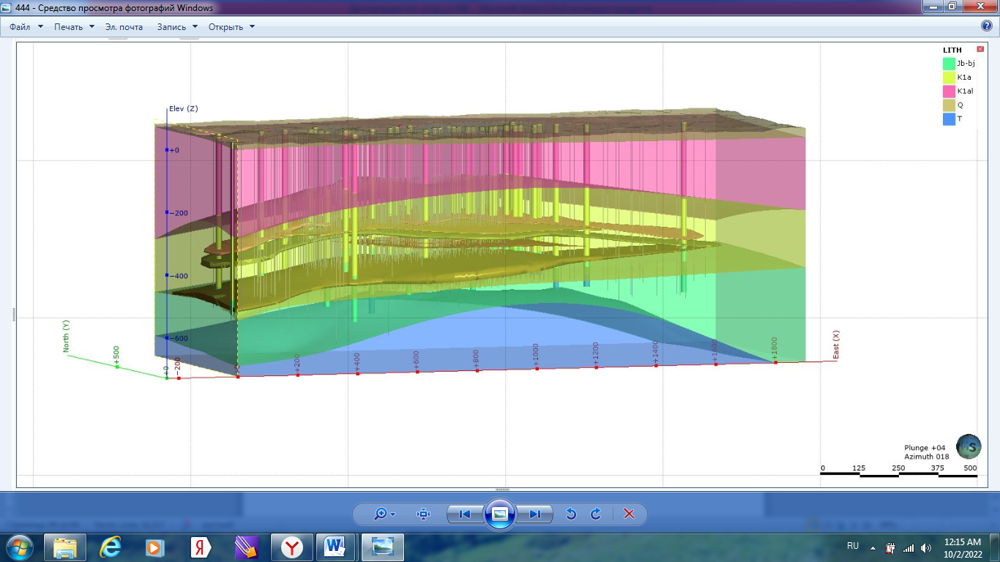 444 - Средство просмотра фотографий Windows
Файл Печать Эл. почта Запись Открыть
LITH
Jb-bj
K1a
K1al
Q
T
Elev (Z)
+0
-200
-400
-600
North (Y)
+500
+0
-200
+200
+400
+600
+800
+1000
+1200
+1400
+1600
+1800
East (X)
Plunge +04
Azimuth 018
S
0 125 250 375 500
RU
12:15 AM
10/2/2022